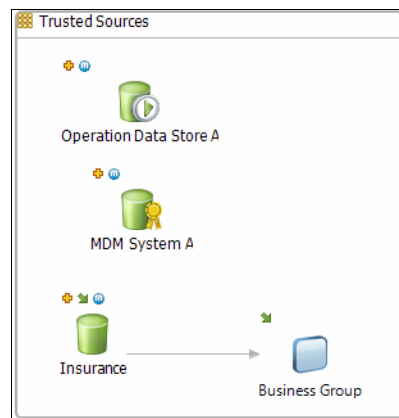 Trusted Sources
m
Operation Data Store A
m
MDM System A
m
Insurance
Business Group